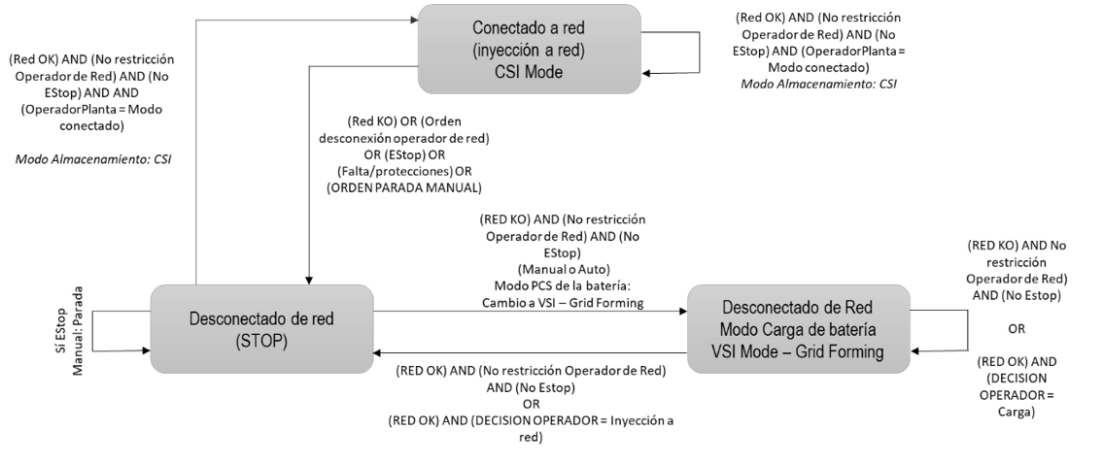 Conectado a red
(inyección a red)
CSI Mode
(Red OK) AND (No restricción
Operador de Red) AND (No
EStop) AND (OperadorPlanta =
Modo conectado)
Modo Almacenamiento: CSI
(Red OK) AND (No restricción
Operador de Red) AND (No
EStop) AND AND
(OperadorPlanta = Modo
conectado)
Modo Almacenamiento: CSI
(Red KO) OR (Orden
desconexión operador de red)
OR (EStop) OR
(Falta/protecciones) OR
(ORDEN PARADA MANUAL)
(RED KO) AND (No restricción
Operador de Red) AND (No
EStop)
(Manual o Auto)
Modo PCS de la batería:
Cambio a VSI – Grid Forming
(RED KO) AND No
restricción
Operador de Red)
AND (No Estop)
OR
(RED OK) AND
(DECISION
OPERADOR =
Carga)
Sí EStop
Manual: Parada
Desconectado de red
(STOP)
Desconectado de Red
Modo Carga de batería
VSI Mode – Grid Forming
(RED OK) AND (No restricción Operador de Red)
AND (No Estop)
OR
(RED OK) AND (DECISION OPERADOR = Inyección a
red)